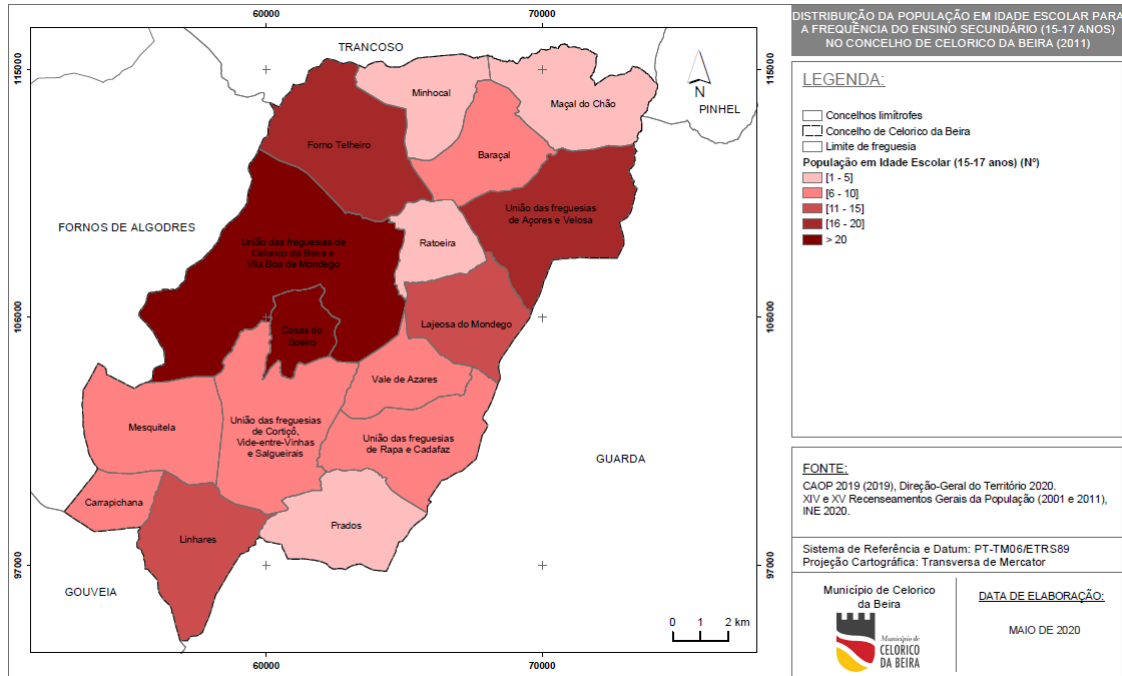 DISTRIBUIÇÃO DA POPULAÇÃO EM IDADE ESCOLAR PARA
A FREQUÊNCIA DO ENSINO SECUNDÁRIO (15-17 ANOS)
NO CONCELHO DE CELORICO DA BEIRA (2011)
60000
70000
115000
115000
106000
106000
97000
97000
60000
70000
TRANCOSO
PINHEL
N
Minhocal
Maçal do Chão
Forno Telheiro
Baraçal
União das freguesias
de Açores e Velosa
FORNOS DE ALGODRES
Ratoeira
União das freguesias de
Celorico da Beira e
Vila Boa de Mondego
Lajeosa do Mondego
Casas do
Soeiro
Vale de Azares
Mesquitela
União das freguesias
de Cortiçô,
Vide-entre-Vinhas
e Salgueirais
União das freguesias
de Rapa e Cadafaz
GUARDA
Carrapichana
Prados
Linhares
GOUVEIA
0 1 2 km
LEGENDA:
Concelhos limítrofes
Concelho de Celorico da Beira
Limite de freguesia
População em Idade Escolar (15-17 anos) (Nº)
[1 - 5]
[6 - 10]
[11 - 15]
[16 - 20]
> 20
FONTE:
CAOP 2019 (2019), Direção-Geral do Território 2020.
XIV e XV Recenseamentos Gerais da População (2001 e 2011),
INE 2020.
Sistema de Referência e Datum: PT-TM06/ETRS89
Projeção Cartográfica: Transversa de Mercator
Município de Celorico
da Beira
Município de
CELORICO
DA BEIRA
DATA DE ELABORAÇÃO:
MAIO DE 2020